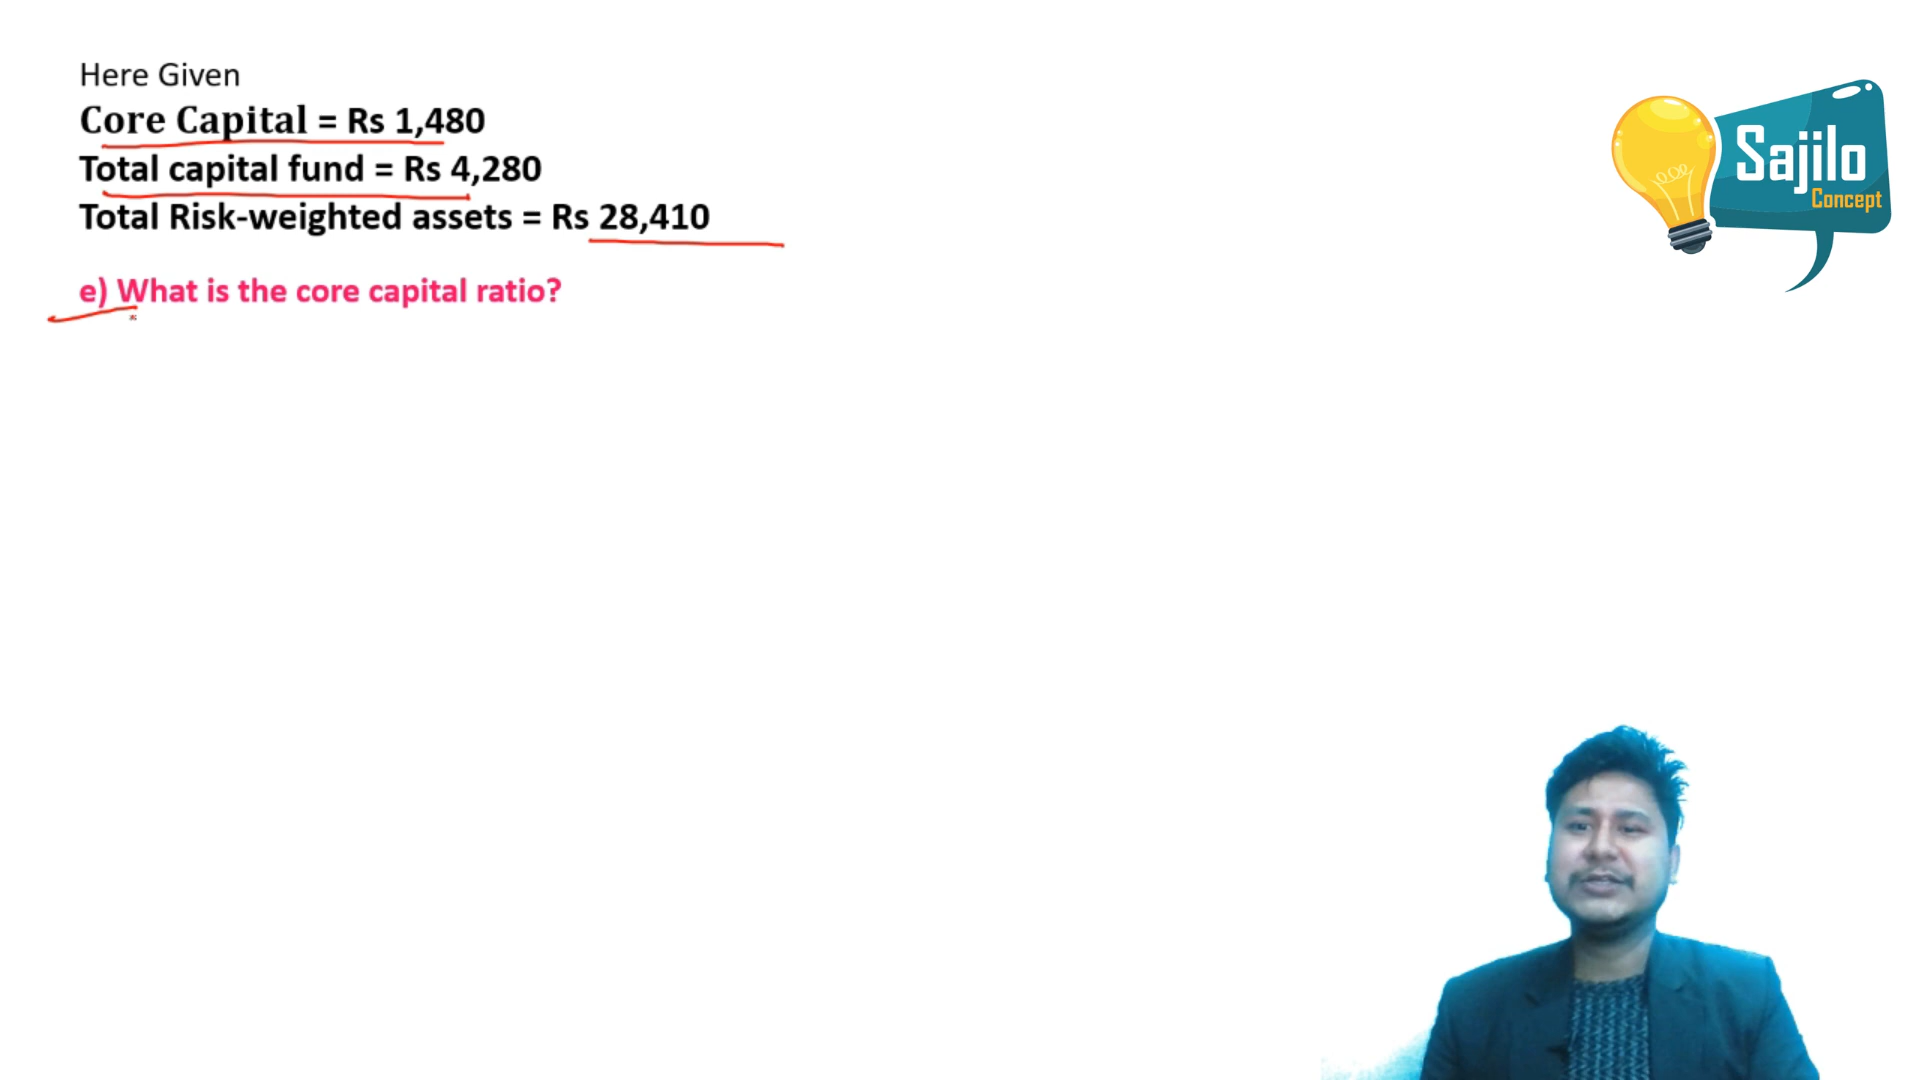 Here Given
Core Capital = Rs 1,480
Total capital fund = Rs 4,280
Total Risk-weighted assets = Rs 28,410
e) What is the core capital ratio?
Sajilo
Concept